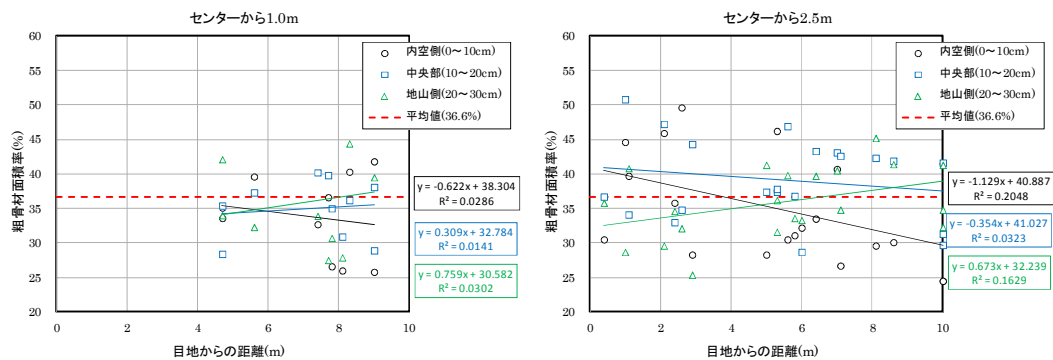 センターから1.0m
粗骨材面積率(%)
60
55
50
45
40
35
30
25
20
0
2
4
6
8
10
目地からの距離(m)
内空側(0～10cm)
中央部(10～20cm)
地山側(20～30cm)
平均値(36.6%)
y = -0.622x + 38.304
R² = 0.0286
y = 0.309x + 32.784
R² = 0.0141
y = 0.759x + 30.582
R² = 0.0302
センターから2.5m
粗骨材面積率(%)
60
55
50
45
40
35
30
25
20
0
2
4
6
8
10
目地からの距離(m)
内空側(0～10cm)
中央部(10～20cm)
地山側(20～30cm)
平均値(36.6%)
y = -1.129x + 40.887
R² = 0.2048
y = -0.354x + 41.027
R² = 0.0323
y = 0.673x + 32.239
R² = 0.1629